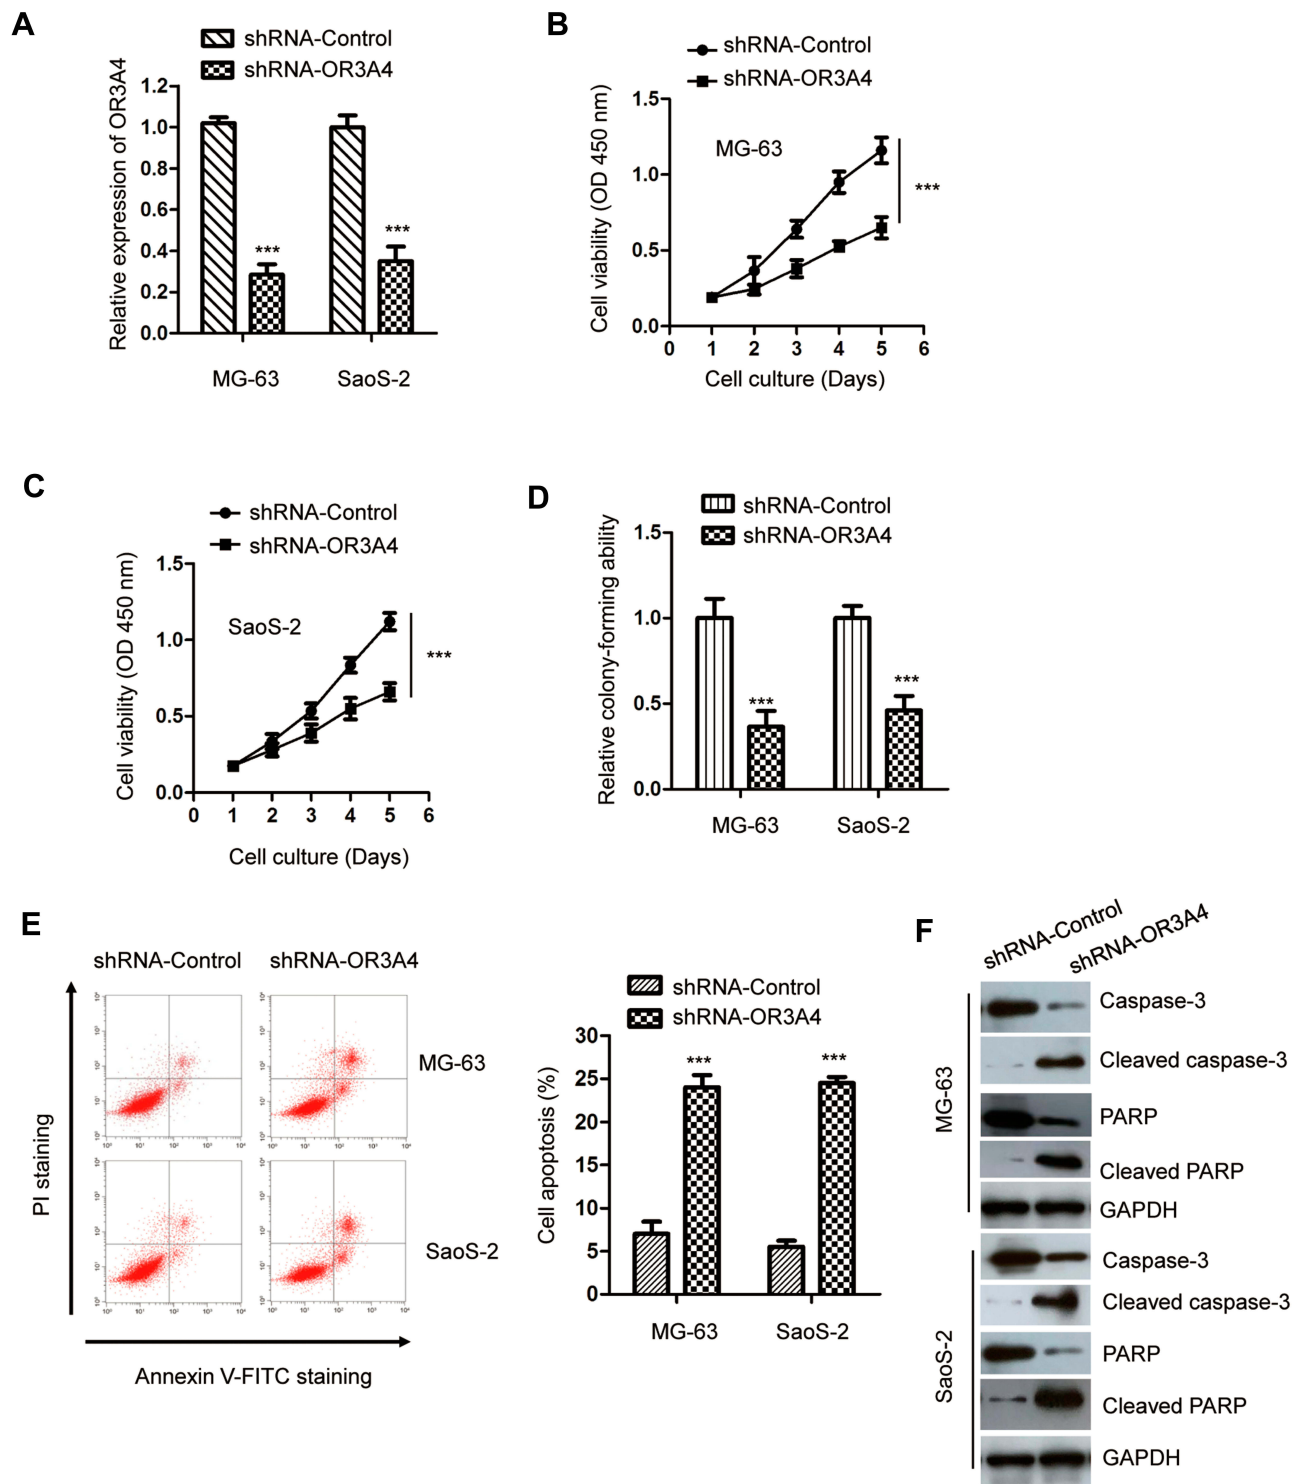 A
shRNA-Control
shRNA-OR3A4
Relative expression of OR3A4
1.2
1.0
0.8
0.6
0.4
0.2
0.0
***
***
MG-63
SaoS-2
B
shRNA-Control
shRNA-OR3A4
Cell viability (OD 450 nm)
1.5
1.0
0.5
0.0
MG-63
***
0 1 2 3 4 5 6
Cell culture (Days)
C
shRNA-Control
shRNA-OR3A4
Cell viability (OD 450 nm)
1.5
1.0
0.5
0.0
SaoS-2
***
0 1 2 3 4 5 6
Cell culture (Days)
D
shRNA-Control
shRNA-OR3A4
Relative colony-forming ability
1.5
1.0
0.5
0.0
***
***
MG-63
SaoS-2
E
shRNA-Control
shRNA-OR3A4
PI staining
MG-63
SaoS-2
Annexin V-FITC staining
shRNA-Control
shRNA-OR3A4
Cell apoptosis (%)
30
25
20
15
10
5
0
***
***
MG-63
SaoS-2
F
shRNA-Control
shRNA-OR3A4
MG-63
Caspase-3
Cleaved caspase-3
PARP
Cleaved PARP
GAPDH
SaoS-2
Caspase-3
Cleaved caspase-3
PARP
Cleaved PARP
GAPDH